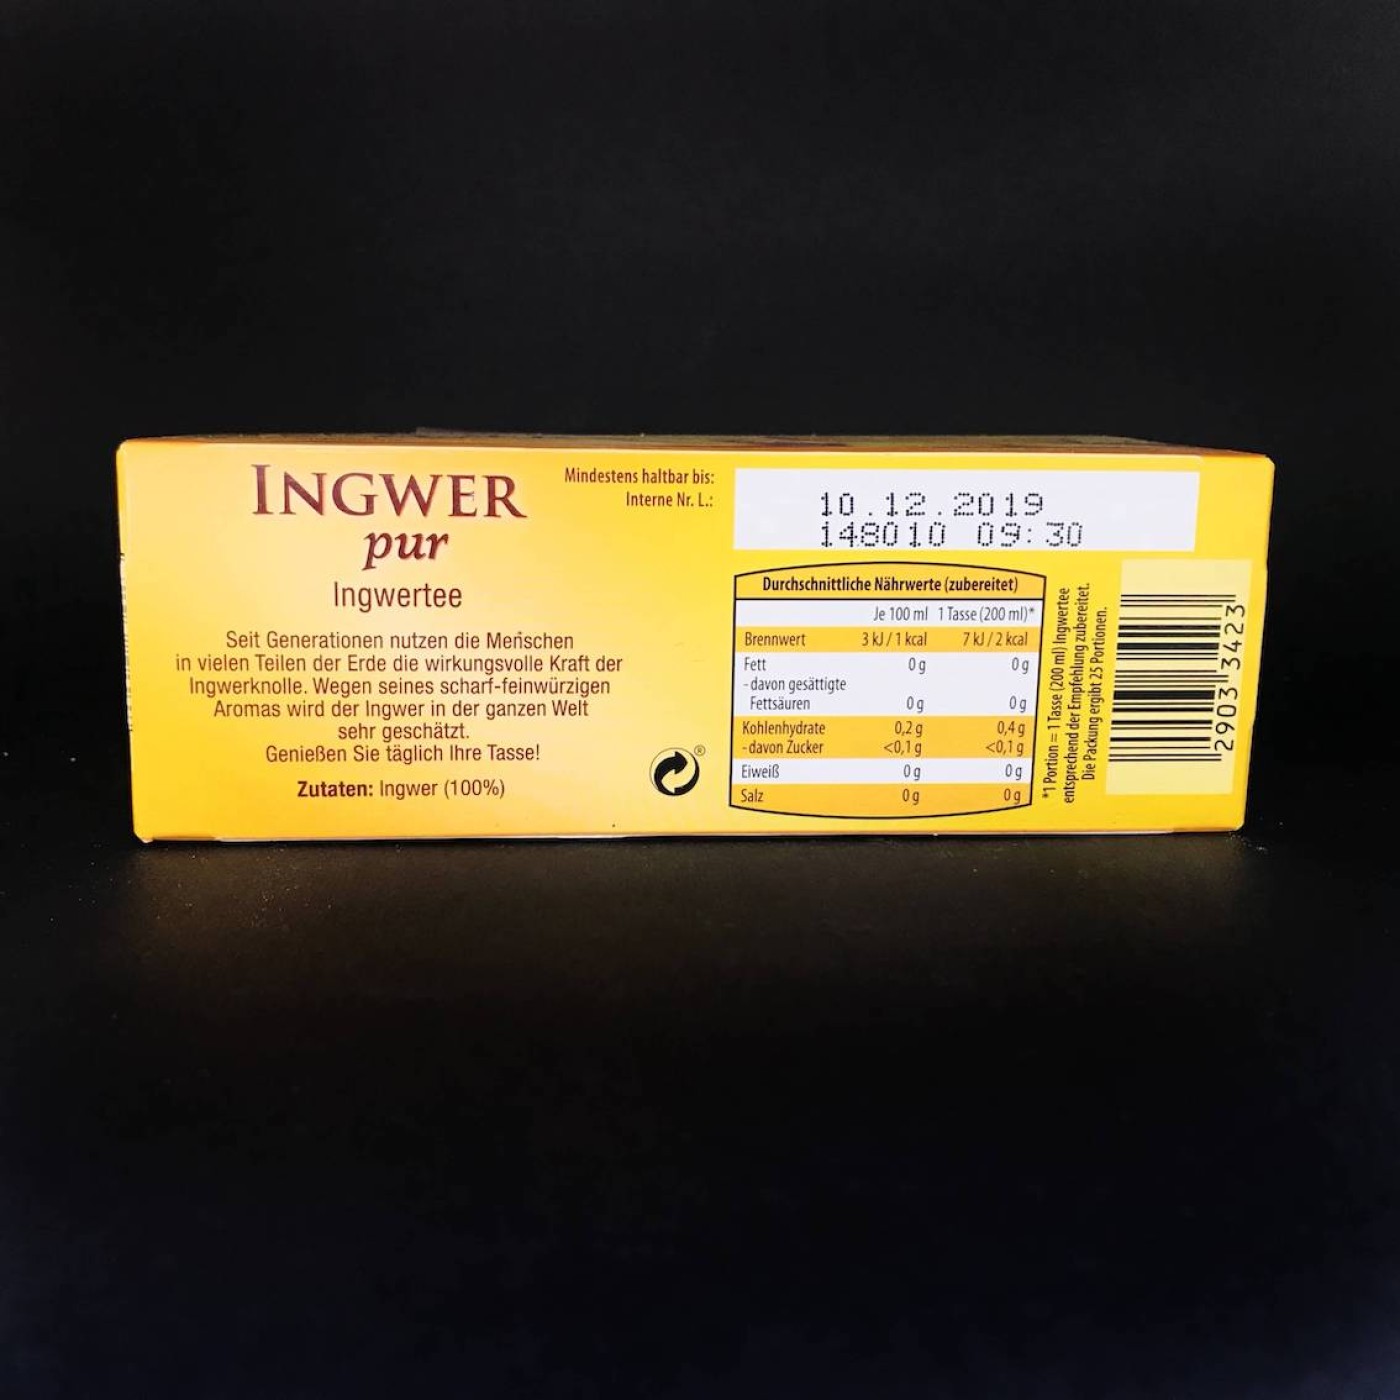 INGWER
pur
Ingwertee
Seit Generationen nutzen die Menschen
in vielen Teilen der Erde die wirkungsvolle Kraft der
Ingwerknolle. Wegen seines scharf-feinwürzigen
Aromas wird der Ingwer in der ganzen Welt
sehr geschätzt.
Genießen Sie täglich Ihre Tasse!
Zutaten: Ingwer (100%)
Mindestens haltbar bis:
Interne Nr. L.:
10.12.2019
148010 09:30
®
Durchschnittliche Nährwerte (zubereitet)
Je 100 ml 1 Tasse (200 ml)*
Brennwert 3 kJ / 1 kcal 7 kJ / 2 kcal
Fett 0 g 0 g
- davon gesättigte
Fettsäuren 0 g 0 g
Kohlenhydrate 0,2 g 0,4 g
- davon Zucker <0,1 g <0,1 g
Eiweiß 0 g 0 g
Salz 0 g 0 g
*1 Portion = 1 Tasse (200 ml) Ingwertee
entsprechend der Empfehlung zubereitet.
Die Packung ergibt 25 Portionen.
2903 3423